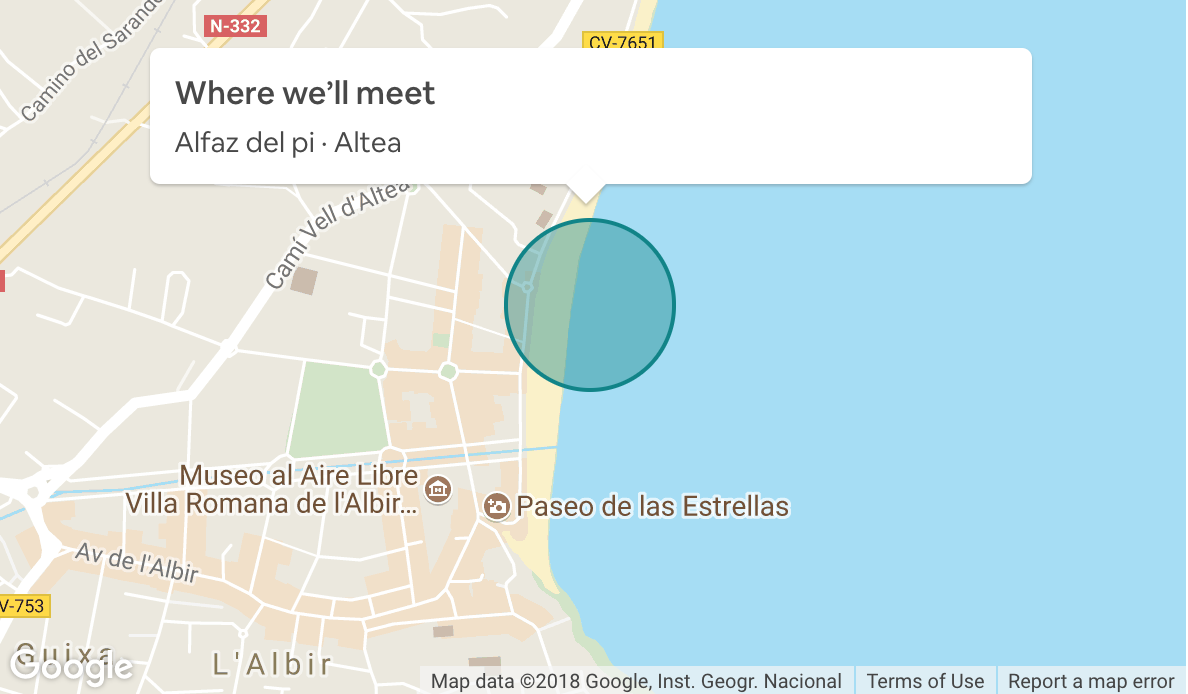 N-332
Camino del Sarando
CV-7651
Where we’ll meet
Alfaz del pi · Altea
Camí Vell d'Altea
Museo al Aire Libre
Villa Romana de l'Albir...
Paseo de las Estrellas
Av de l'Albir
V-753
Guixa
Google
L'Albir
Map data ©2018 Google, Inst. Geogr. Nacional
Terms of Use
Report a map error